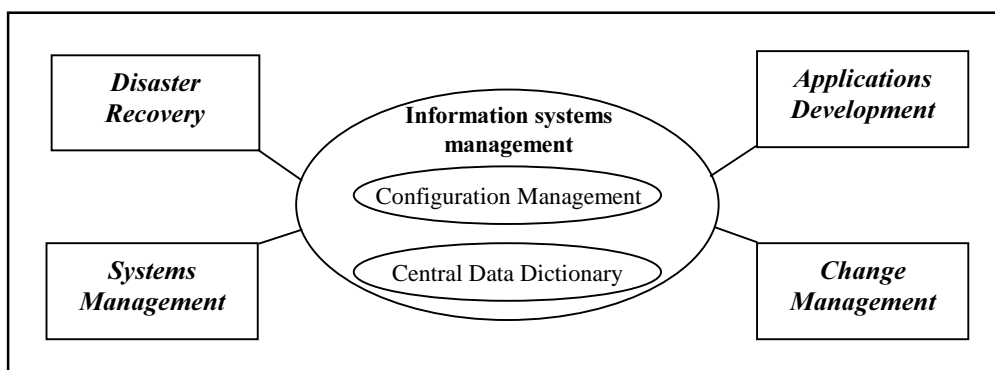 Disaster
Recovery
Applications
Development
Information systems
management
Configuration Management
Central Data Dictionary
Systems
Management
Change
Management